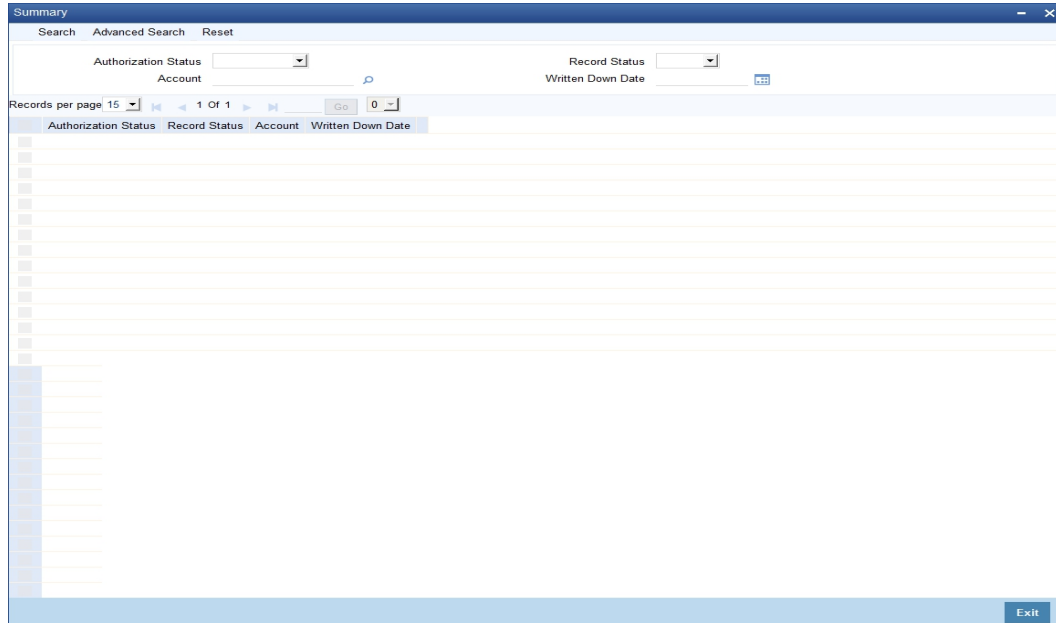 Summary
Search Advanced Search Reset
Authorization Status Record Status
Account Written Down Date
Records per page 15 1 Of 1 Go 0
Authorization Status Record Status Account Written Down Date
Exit